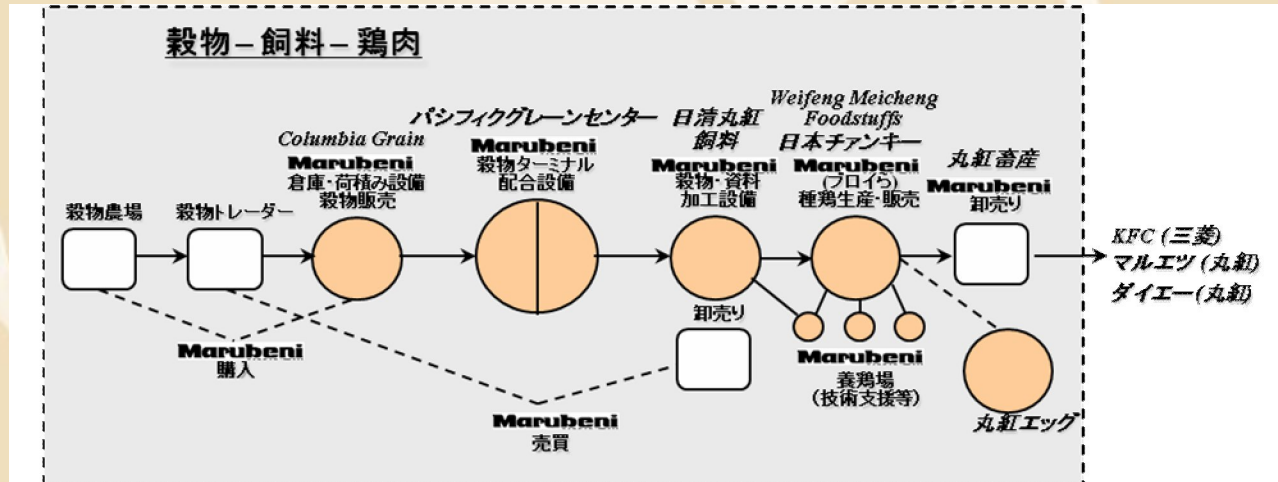 穀物–飼料–鶏肉
穀物農場
穀物トレーダー
Columbia Grain
Marubeni
倉庫・荷積み設備
穀物販売
パシフィクグレーンセンター
Marubeni
穀物ターミナル
配合設備
日清丸紅
飼料
Marubeni
穀物・資料
加工設備
Weifeng Meicheng
Foodstuffs
日本チァンキー
Marubeni
(ブロイら)
種鶏生産・販売
丸紅畜産
Marubeni
卸売り
KFC (三菱)
マルエツ (丸紅)
ダイエー (丸紅)
Marubeni
購入
Marubeni
売買
卸売り
Marubeni
養鶏場
(技術支援等)
丸紅エッグ